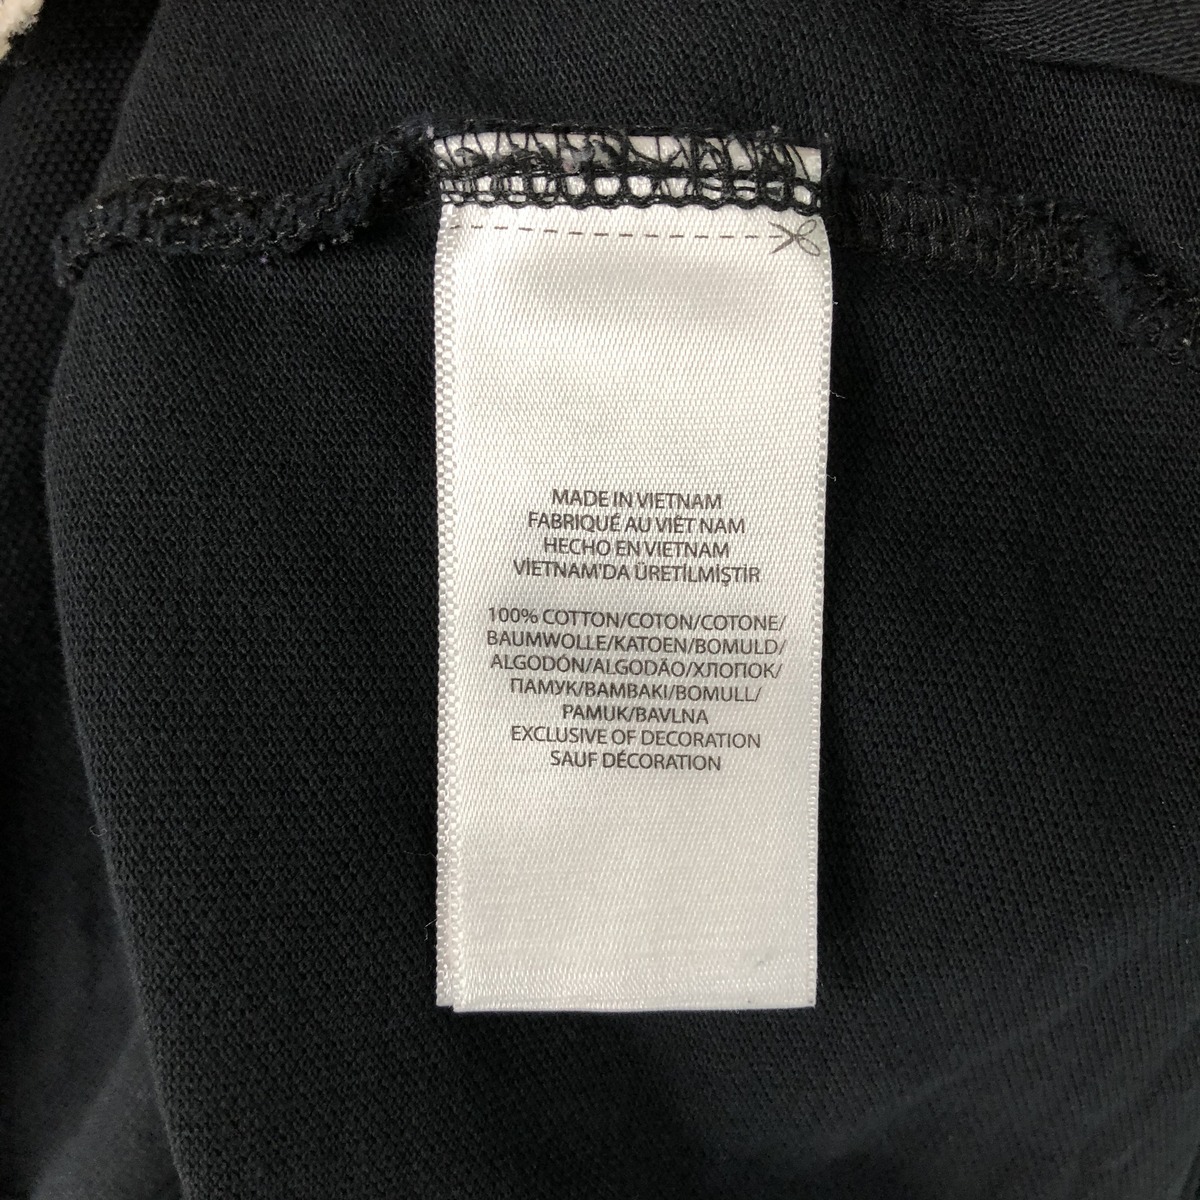 MADE IN VIETNAM
FABRIQUÉ AU VIÊT NAM
HECHO EN VIETNAM
VİETNAM'DA ÜRETİLMİŞTİR
100% COTTON/COTON/COTONE/
BAUMWOLLE/KATOEN/BOMULD/
ALGODÓN/ALGODÃO/ХЛОПОК/
ПАМУК/BAMBAKI/BOMULL/
PAMUK/BAVLNA
EXCLUSIVE OF DECORATION
SAUF DÉCORATION